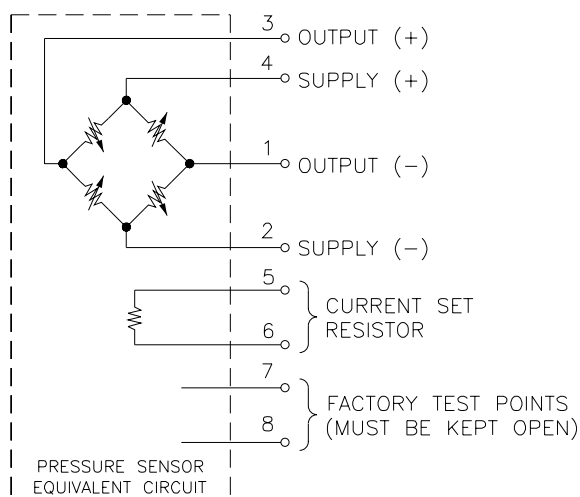 3
OUTPUT (+)
4
SUPPLY (+)
1
OUTPUT (-)
2
SUPPLY (-)
5
CURRENT SET
RESISTOR
6
7
FACTORY TEST POINTS
(MUST BE KEPT OPEN)
8
PRESSURE SENSOR
EQUIVALENT CIRCUIT